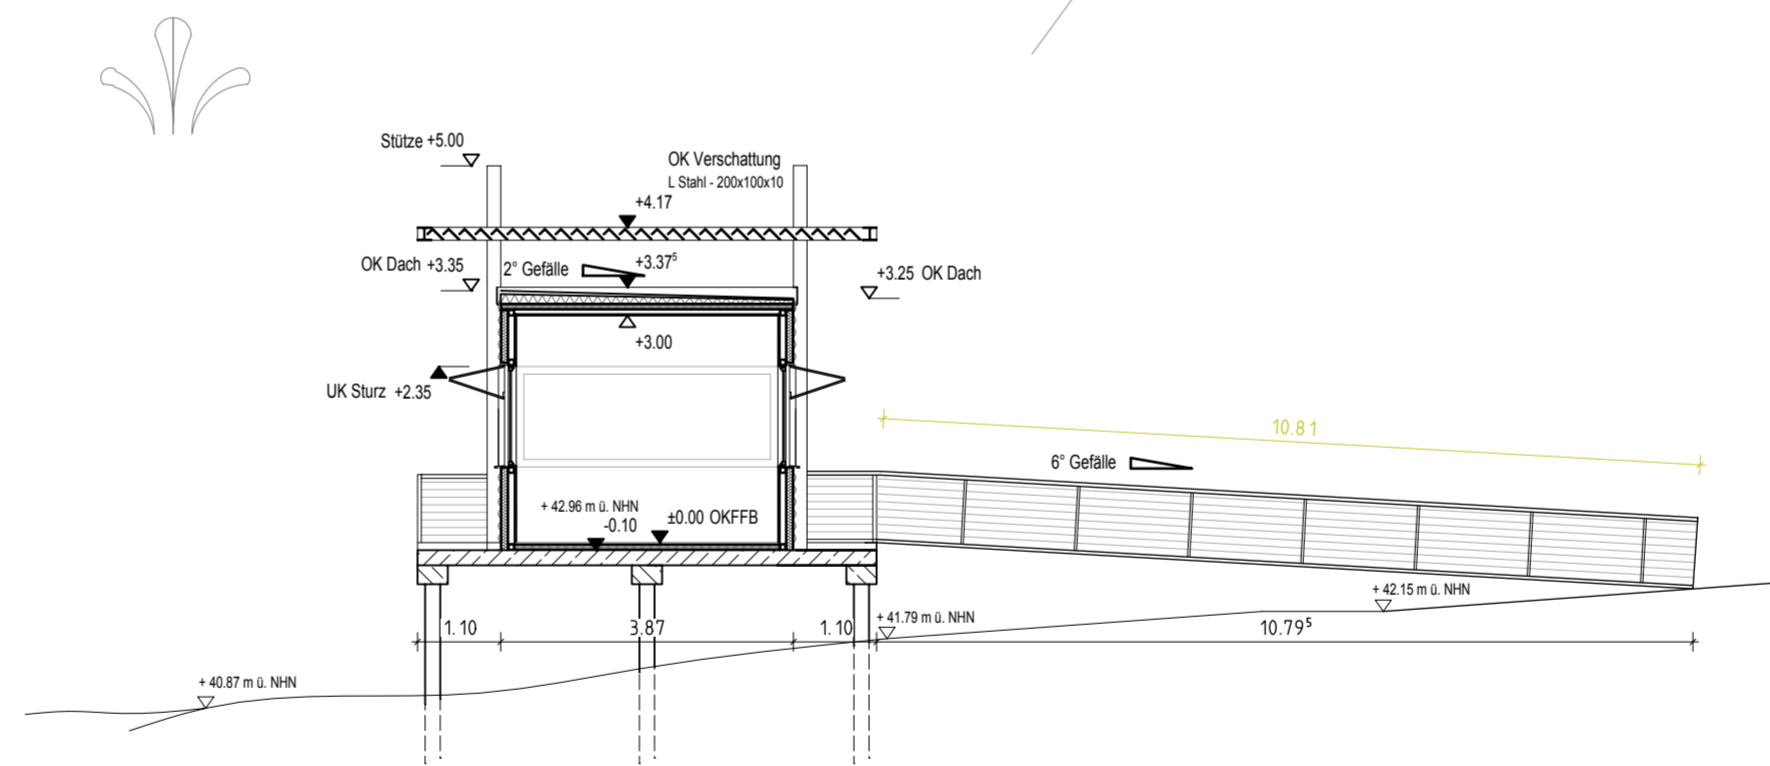 Stütze +5.00
OK Verschattung
L Stahl - 200x100x10
+4.17
OK Dach +3.35
2° Gefälle
+3.37⁵
+3.25 OK Dach
+3.00
UK Sturz +2.35
10.81
6° Gefälle
+ 42.96 m ü. NHN
-0.10
±0.00 OKFFB
+ 42.15 m ü. NHN
+ 41.79 m ü. NHN
1.10
3.87
1.10
10.79⁵
+ 40.87 m ü. NHN